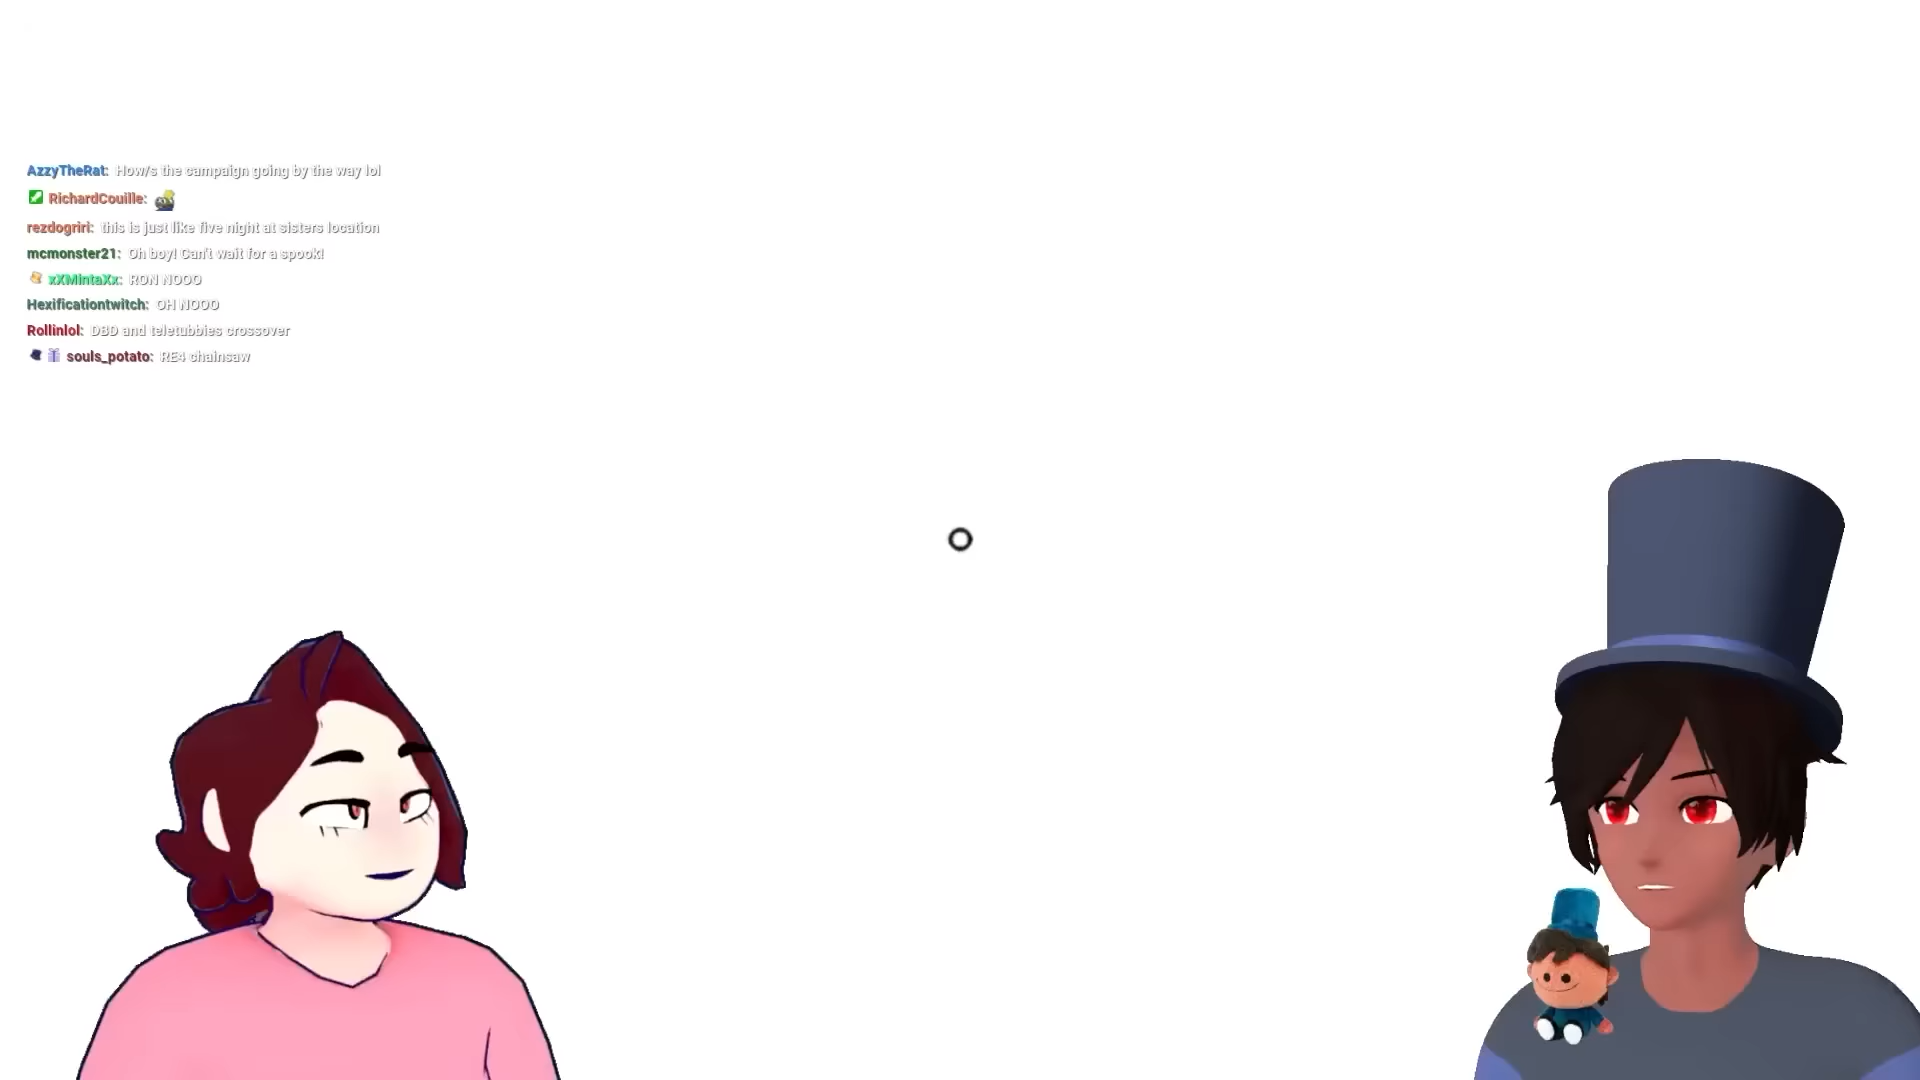 AzzyTheRat: How/s the campaign going by the way lol
RichardCouille:
rezdogriri: this is just like five night at sisters location
mcmonster21: Oh boy! Can't wait for a spook!
xXMintaXx: RON NOOO
Hexificationtwitch: OH NOOO
Rollinlol: DBD and teletubbies crossover
souls_potato: RE4 chainsaw